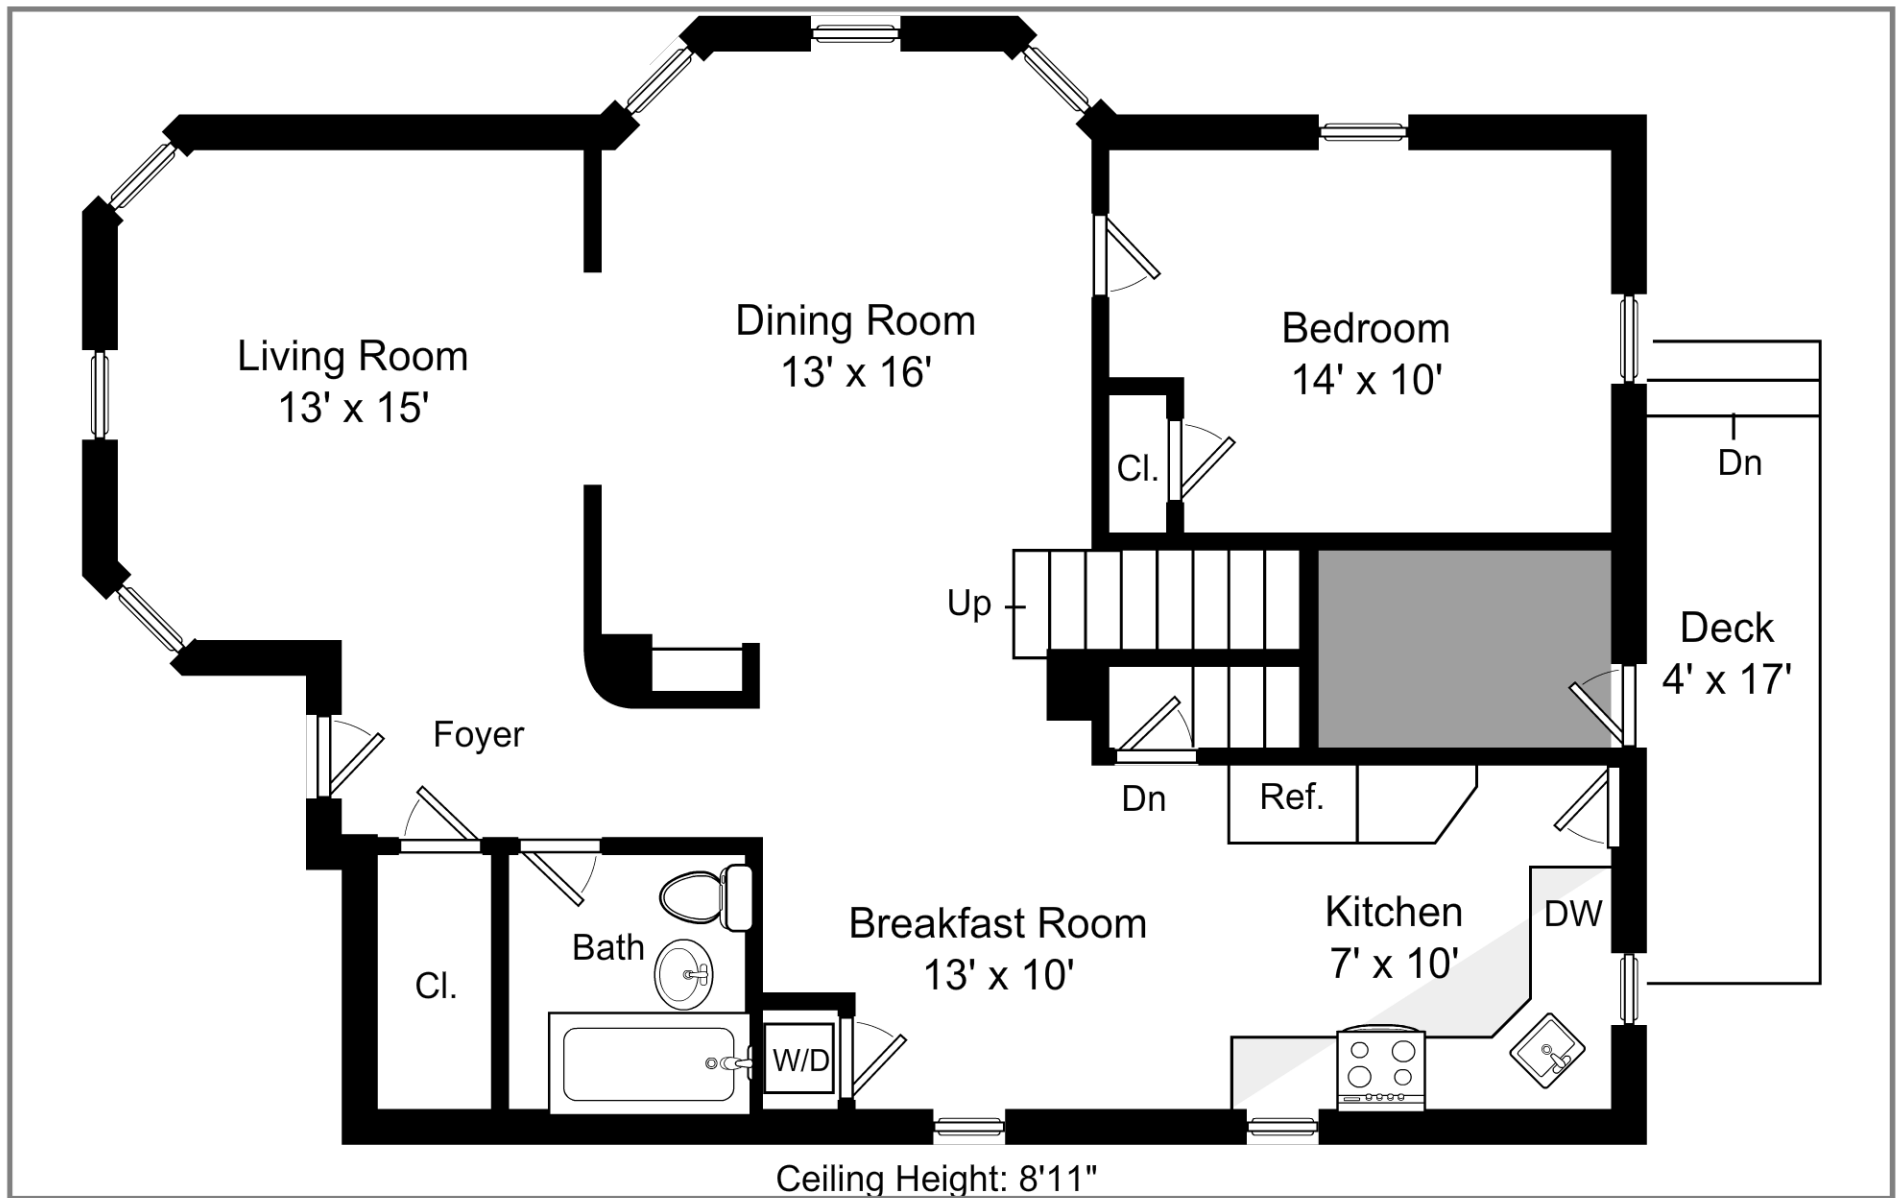 Living Room
13' x 15'
Dining Room
13' x 16'
Bedroom
14' x 10'
Cl.
Dn
Up
Deck
4' x 17'
Foyer
Dn
Ref.
Bath
Cl.
W/D
Breakfast Room
13' x 10'
Kitchen
7' x 10'
DW
Ceiling Height: 8'11"